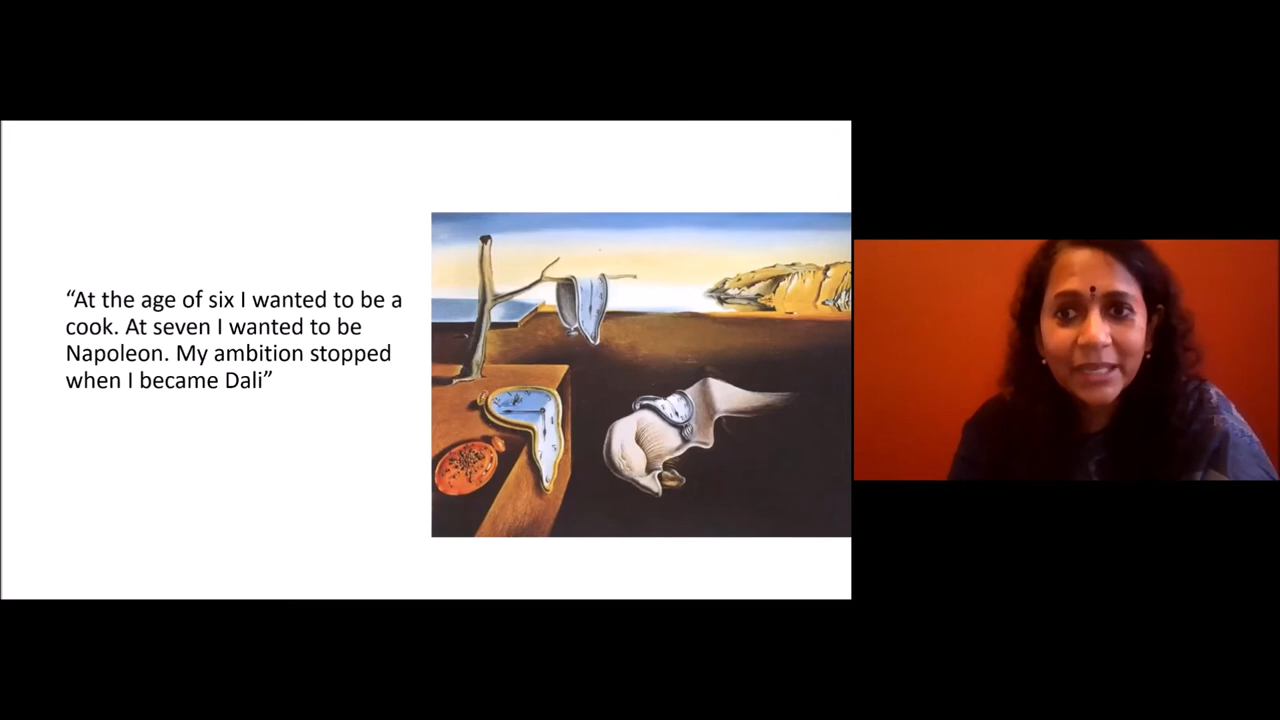 “At the age of six I wanted to be a
cook. At seven I wanted to be
Napoleon. My ambition stopped
when I became Dali”